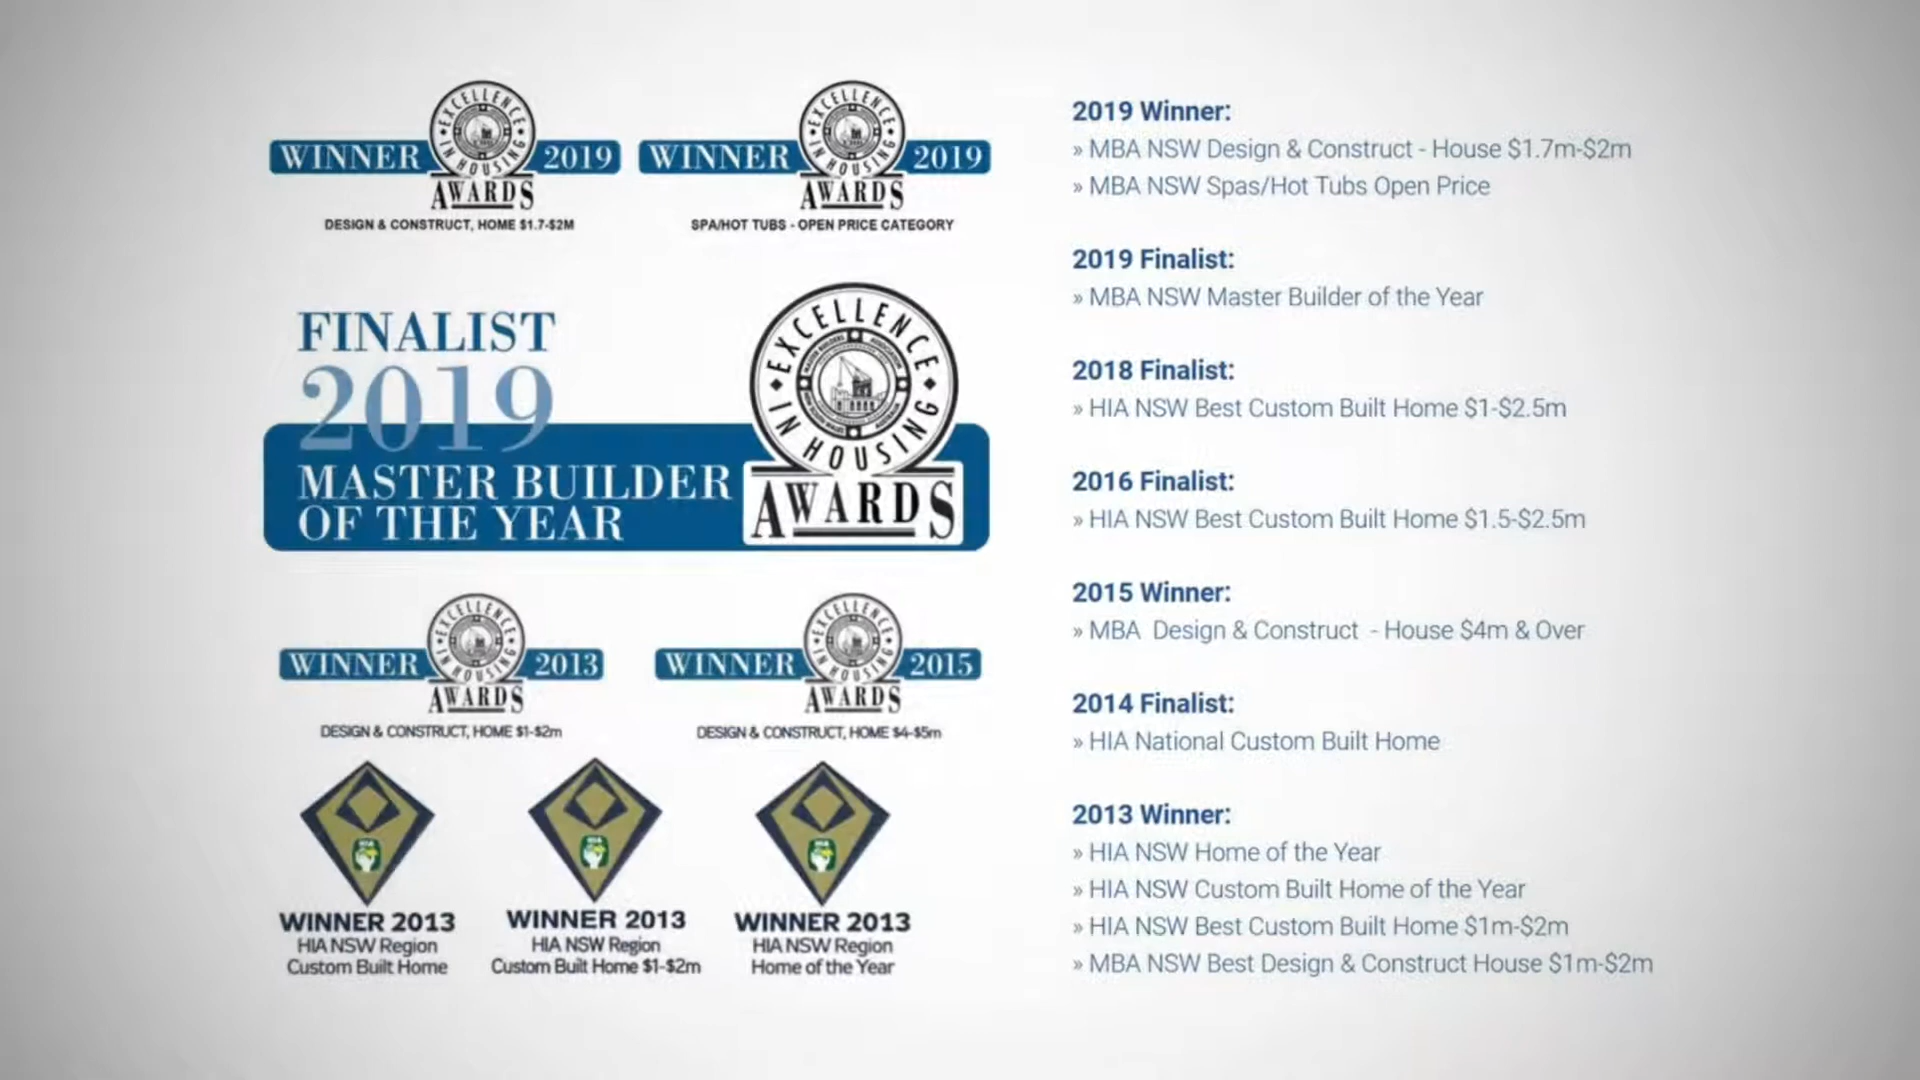 EXCELLENCE IN HOUSING
WINNER 2019
AWARDS
DESIGN & CONSTRUCT, HOME $1.7-$2M
EXCELLENCE IN HOUSING
WINNER 2019
AWARDS
SPA/HOT TUBS - OPEN PRICE CATEGORY
FINALIST
2019
MASTER BUILDER
OF THE YEAR
EXCELLENCE IN HOUSING
AWARDS
EXCELLENCE IN HOUSING
WINNER 2013
AWARDS
DESIGN & CONSTRUCT, HOME $1-$2m
EXCELLENCE IN HOUSING
WINNER 2015
AWARDS
DESIGN & CONSTRUCT, HOME $4-$5m
HIA
WINNER 2013
HIA NSW Region
Custom Built Home
HIA
WINNER 2013
HIA NSW Region
Custom Built Home $1-$2m
HIA
WINNER 2013
HIA NSW Region
Home of the Year
2019 Winner:
» MBA NSW Design & Construct - House $1.7m-$2m
» MBA NSW Spas/Hot Tubs Open Price
2019 Finalist:
» MBA NSW Master Builder of the Year
2018 Finalist:
» HIA NSW Best Custom Built Home $1-$2.5m
2016 Finalist:
» HIA NSW Best Custom Built Home $1.5-$2.5m
2015 Winner:
» MBA  Design & Construct  - House $4m & Over
2014 Finalist:
» HIA National Custom Built Home
2013 Winner:
» HIA NSW Home of the Year
» HIA NSW Custom Built Home of the Year
» HIA NSW Best Custom Built Home $1m-$2m
» MBA NSW Best Design & Construct House $1m-$2m